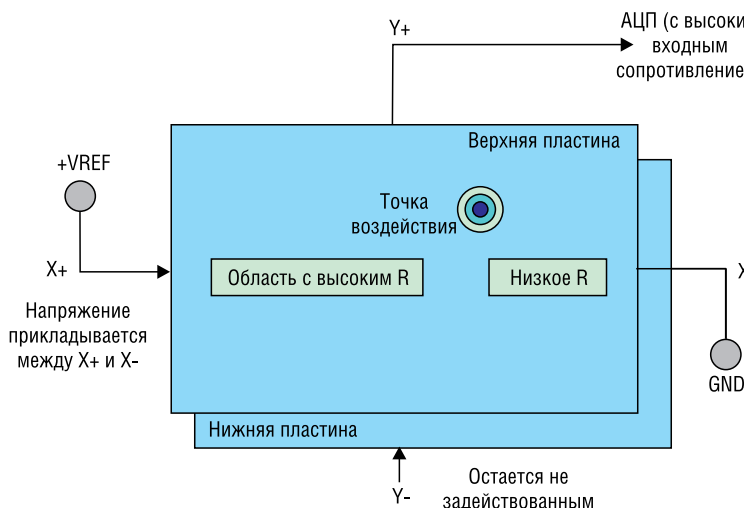 Y+
АЦП (с высоки
входным
сопротивление
Верхняя пластина
+VREF
Точка
воздействия
X+
Область с высоким R
Низкое R
X
Напряжение
прикладывается
между X+ и X-
GND
Нижняя пластина
Y-
Остается не
задействованным